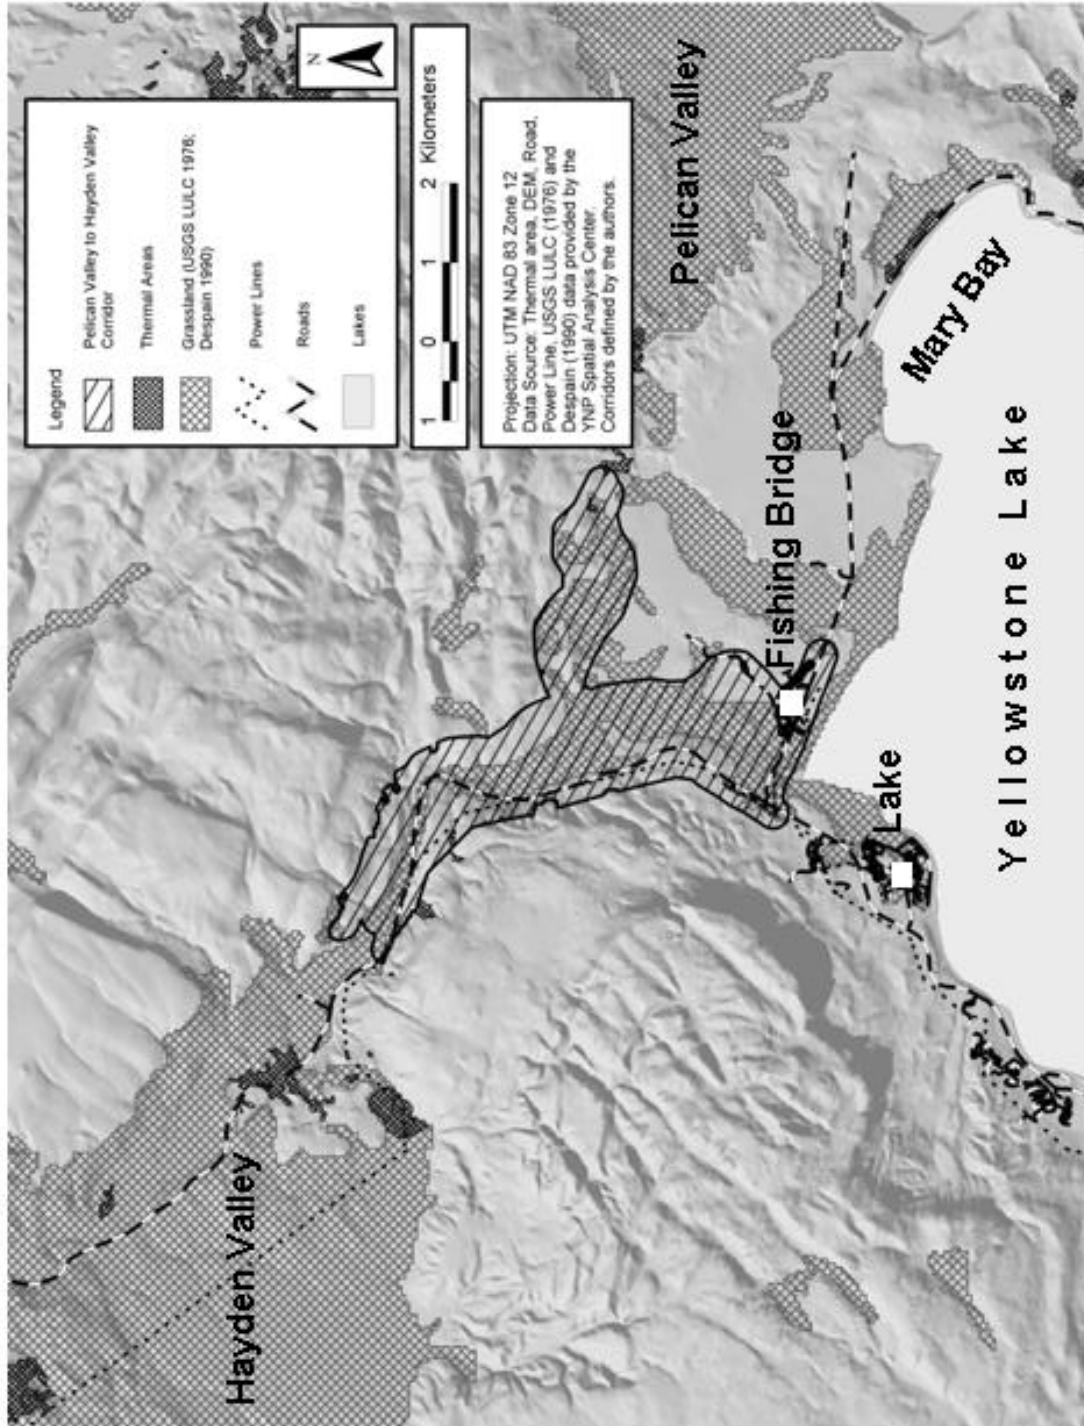 N
Legend
Pelican Valley to Hayden Valley
Corridor
Thermal Areas
Grassland (USGS LULC 1976;
Despain 1990)
Power Lines
Roads
Lakes
1 0 1 2 Kilometers
Projection: UTM NAD 83 Zone 12
Data Source: Thermal area, DEM, Road,
Power Line, USGS LULC (1976) and
Despain (1990) data provided by the
YNP Spatial Analysis Center.
Corridors defined by the authors.
Hayden Valley
Pelican Valley
Fishing Bridge
Lake
Mary Bay
Yellowstone Lake